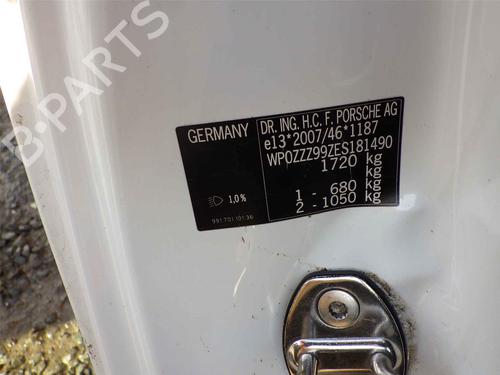 GERMANY
DR. ING. H.C. F. PORSCHE AG
e13*2007/46*1187
WP0ZZZ99ZES181490
1720 kg
kg
1 - 680 kg
2 - 1050 kg
1,0%
991.701.101.36
B-PARTS